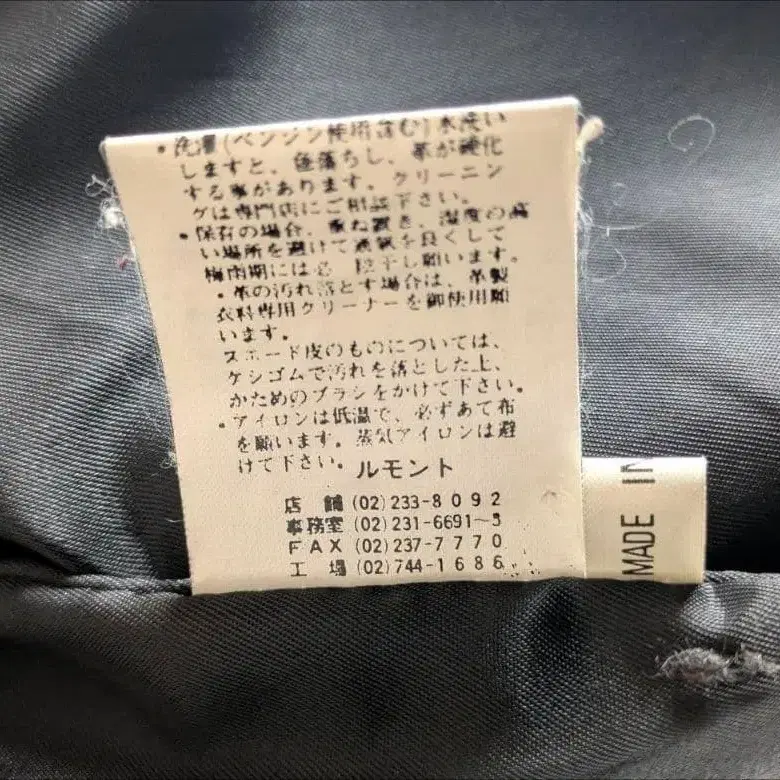 ・洗濯(ベンジン使用含む)水洗い
しますと、色落ちし、革が硬化
する事があります。クリーニン
グは専門店にご相談下さい。
・保存の場合、重ね置き、湿度の高
い場所を避けて通気を良くして
梅雨期には必 陰干し願います。
・革の汚れ落とす場合は、革製
衣料専用クリーナーを御使用願
います。
スエード皮のものについては、
ケシゴムで汚れを落とした上、
かためのブラシをかけて下さい。
・アイロンは低温で、必ずあて布
を願います。蒸気アイロンは避
けて下さい。
ルモント
店 舗 (02)233-8092
事務室 (02)231-6691~3
FAX (02)237-7770
工 場 (02)744-1686
MADE IN